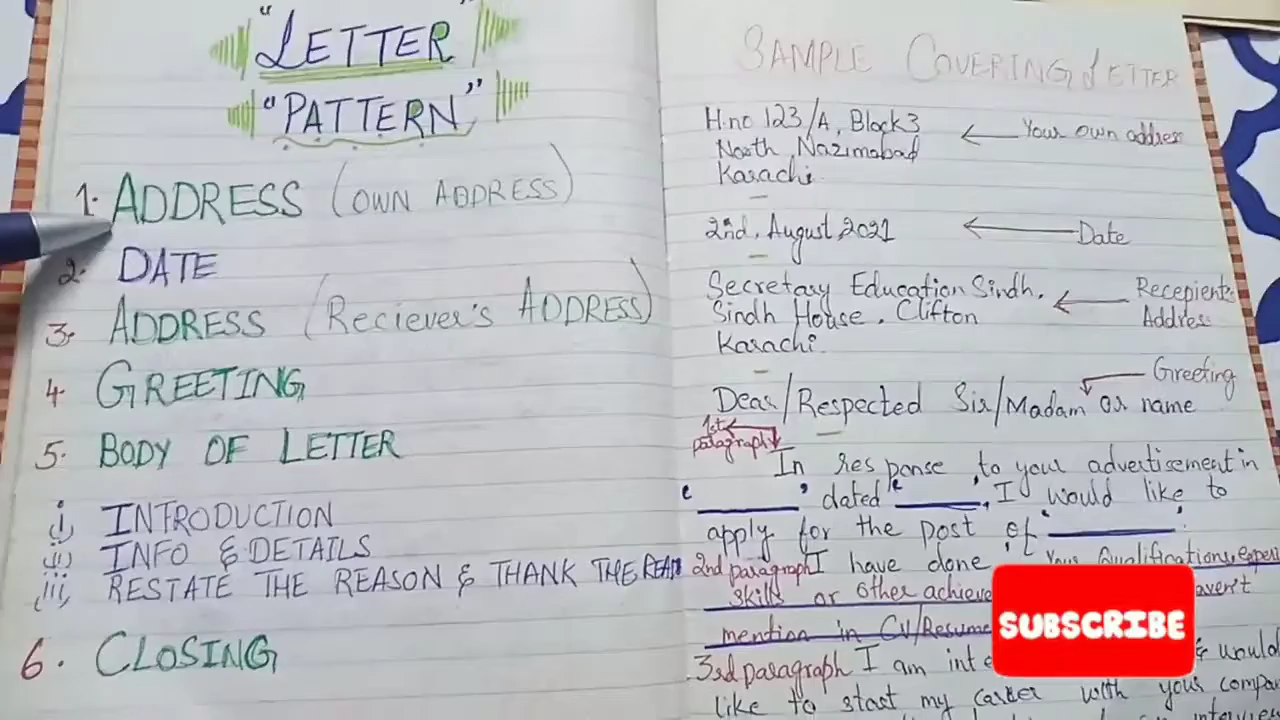 "LETTER
"PATTERN"
1. ADDRESS (OWN ADDRESS)
2. DATE
3. ADDRESS (Reciever's ADDRESS)
4. GREETING
5. BODY OF LETTER
i) INTRODUCTION
ii) INFO & DETAILS
iii) RESTATE THE REASON & THANK THE
6. CLOSING
SAMPLE COVERING LETTER
H.no 123/A, Block 3
North Nazimabad
Karachi.
Your own address
2nd, August, 2021
Date
Secretary Education Sindh.
Sindh House, Clifton
Karachi.
Recepient's
Address
Greeting
Dear/Respected Sir/Madam or name
1st
paragraph
In response to your advertisement in
' ', dated ' ', I would like to
apply for the post of ' '.
2nd paragraph I have done Your Qualifications,
skills or other
mention in CV/Resume
3rd paragraph I am & would
like to start my career with your
SUBSCRIBE